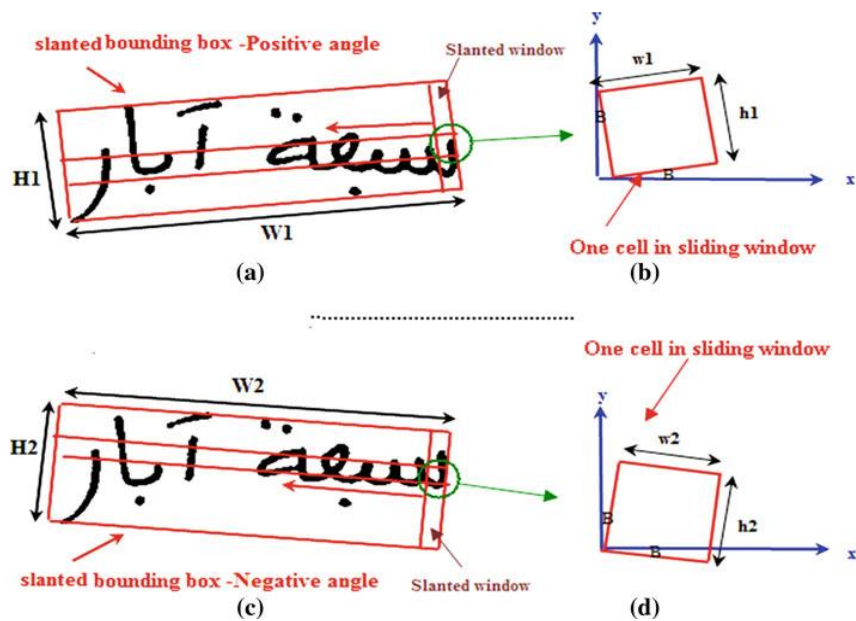 slanted bounding box -Positive angle
Slanted window
H1
سبعة آبار
W1
(a)
y
w1
h1
B
B
x
One cell in sliding window
(b)
One cell in sliding window
W2
H2
سبعة آبار
slanted bounding box -Negative angle
Slanted window
(c)
y
w2
h2
B
B
x
(d)